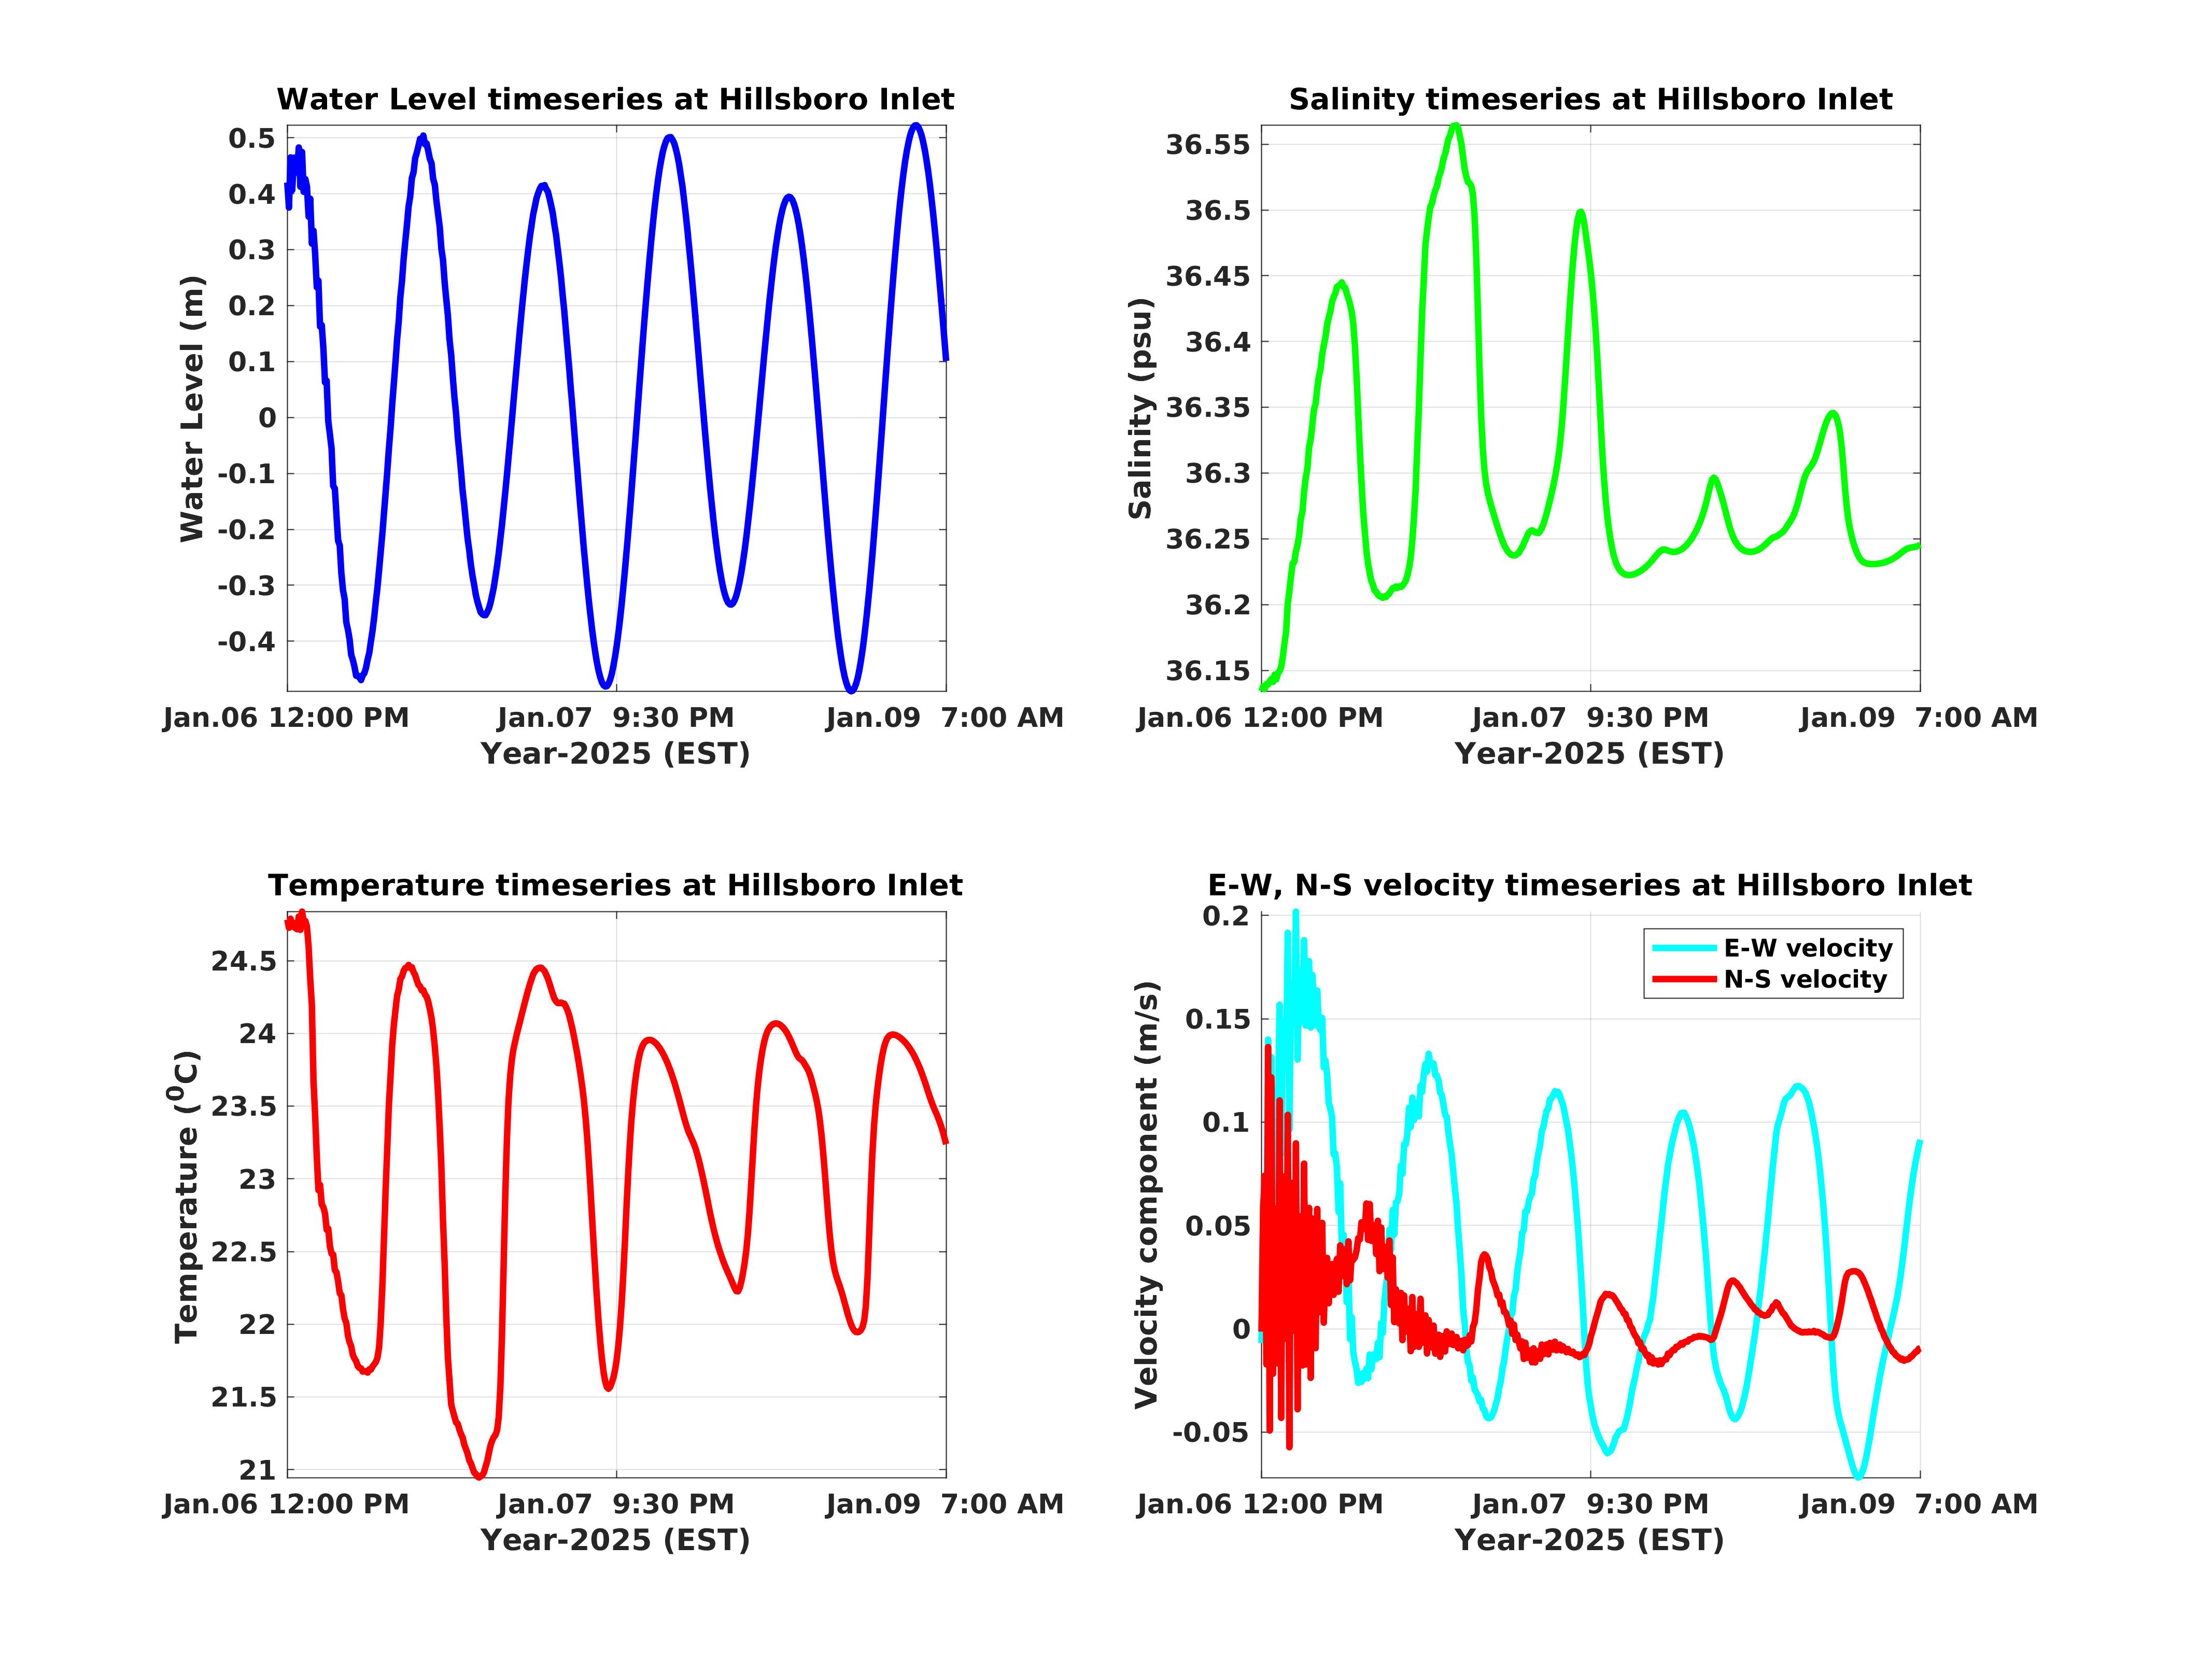 Water Level timeseries at Hillsboro Inlet
0.5
0.4
0.3
0.2
0.1
0
-0.1
-0.2
-0.3
-0.4
Water Level (m)
Jan.06 12:00 PM
Jan.07 9:30 PM
Jan.09 7:00 AM
Year-2025 (EST)
Salinity timeseries at Hillsboro Inlet
36.55
36.5
36.45
36.4
36.35
36.3
36.25
36.2
36.15
Salinity (psu)
Jan.06 12:00 PM
Jan.07 9:30 PM
Jan.09 7:00 AM
Year-2025 (EST)
Temperature timeseries at Hillsboro Inlet
24.5
24
23.5
23
22.5
22
21.5
21
Temperature (⁰C)
Jan.06 12:00 PM
Jan.07 9:30 PM
Jan.09 7:00 AM
Year-2025 (EST)
E-W, N-S velocity timeseries at Hillsboro Inlet
0.2
0.15
0.1
0.05
0
-0.05
Velocity component (m/s)
E-W velocity
N-S velocity
Jan.06 12:00 PM
Jan.07 9:30 PM
Jan.09 7:00 AM
Year-2025 (EST)